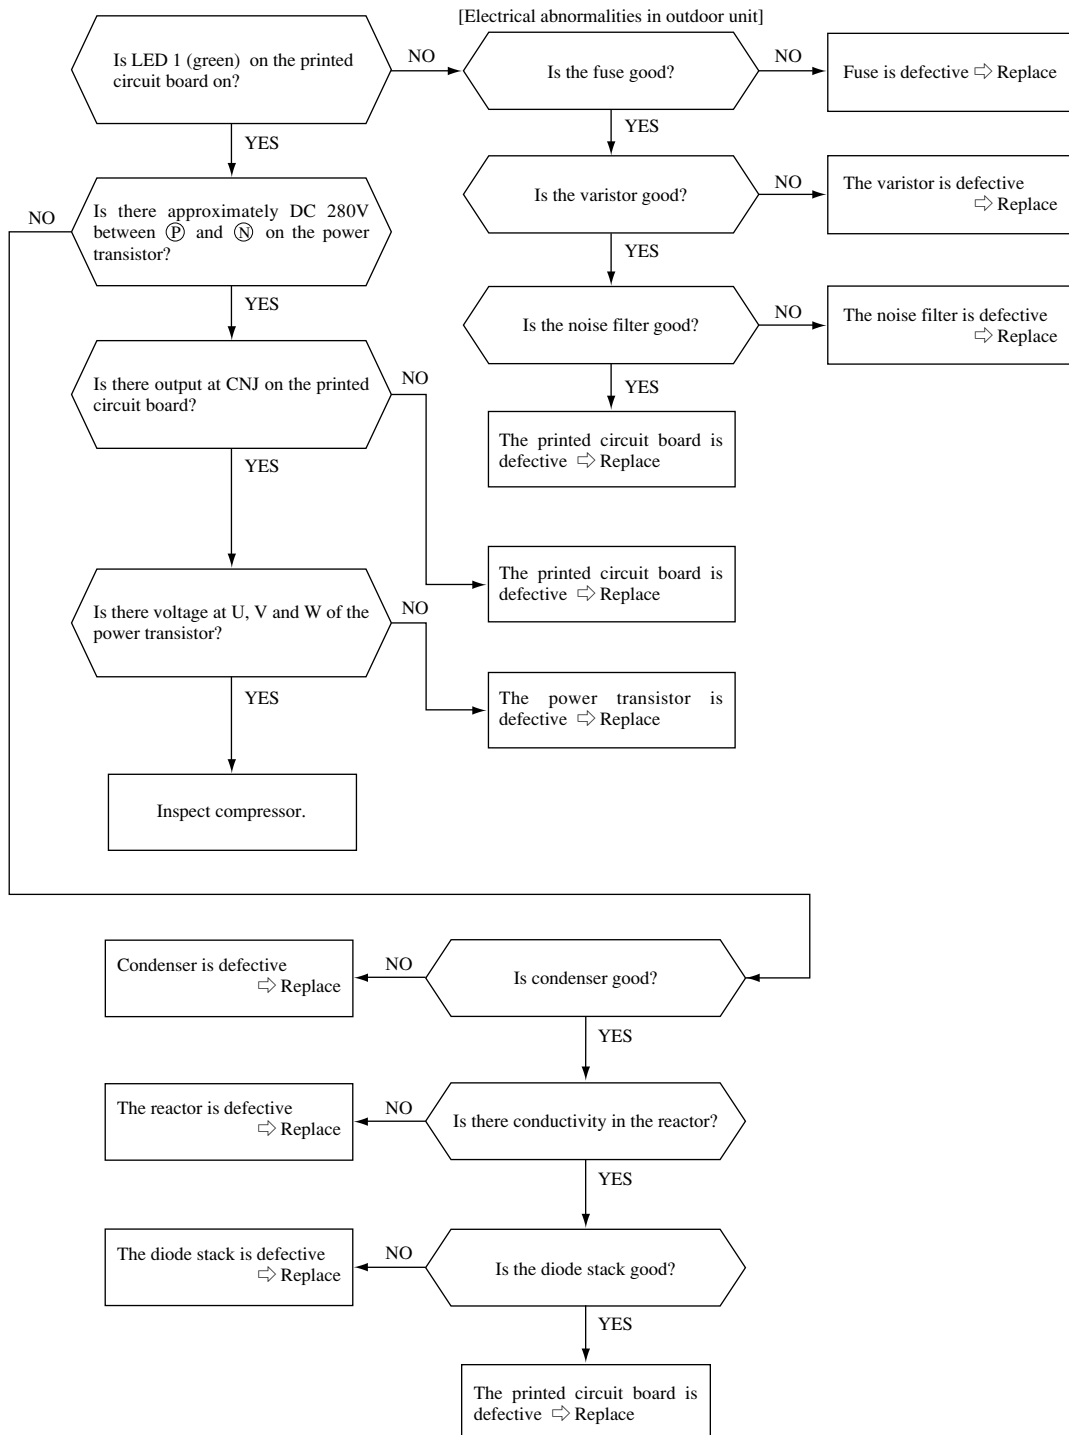 [Electrical abnormalities in outdoor unit]
Is LED 1 (green) on the printed
circuit board on?
NO
Is the fuse good?
NO
Fuse is defective ⇨ Replace
YES
YES
Is there approximately DC 280V
between Ⓟ and Ⓝ on the power
transistor?
NO
Is the varistor good?
NO
The varistor is defective
⇨ Replace
YES
YES
Is the noise filter good?
NO
The noise filter is defective
⇨ Replace
Is there output at CNJ on the printed
circuit board?
NO
YES
The printed circuit board is
defective ⇨ Replace
YES
The printed circuit board is
defective ⇨ Replace
Is there voltage at U, V and W of the
power transistor?
NO
YES
The power transistor is
defective ⇨ Replace
Inspect compressor.
Condenser is defective
⇨ Replace
NO
Is condenser good?
YES
The reactor is defective
⇨ Replace
NO
Is there conductivity in the reactor?
YES
The diode stack is defective
⇨ Replace
NO
Is the diode stack good?
YES
The printed circuit board is
defective ⇨ Replace